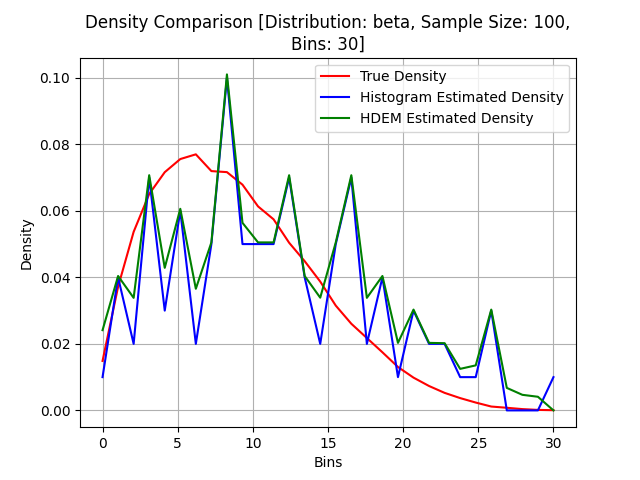 Density Comparison [Distribution: beta, Sample Size: 100,
Bins: 30]
True Density
Histogram Estimated Density
HDEM Estimated Density
Density
0.10
0.08
0.06
0.04
0.02
0.00
0 5 10 15 20 25 30
Bins